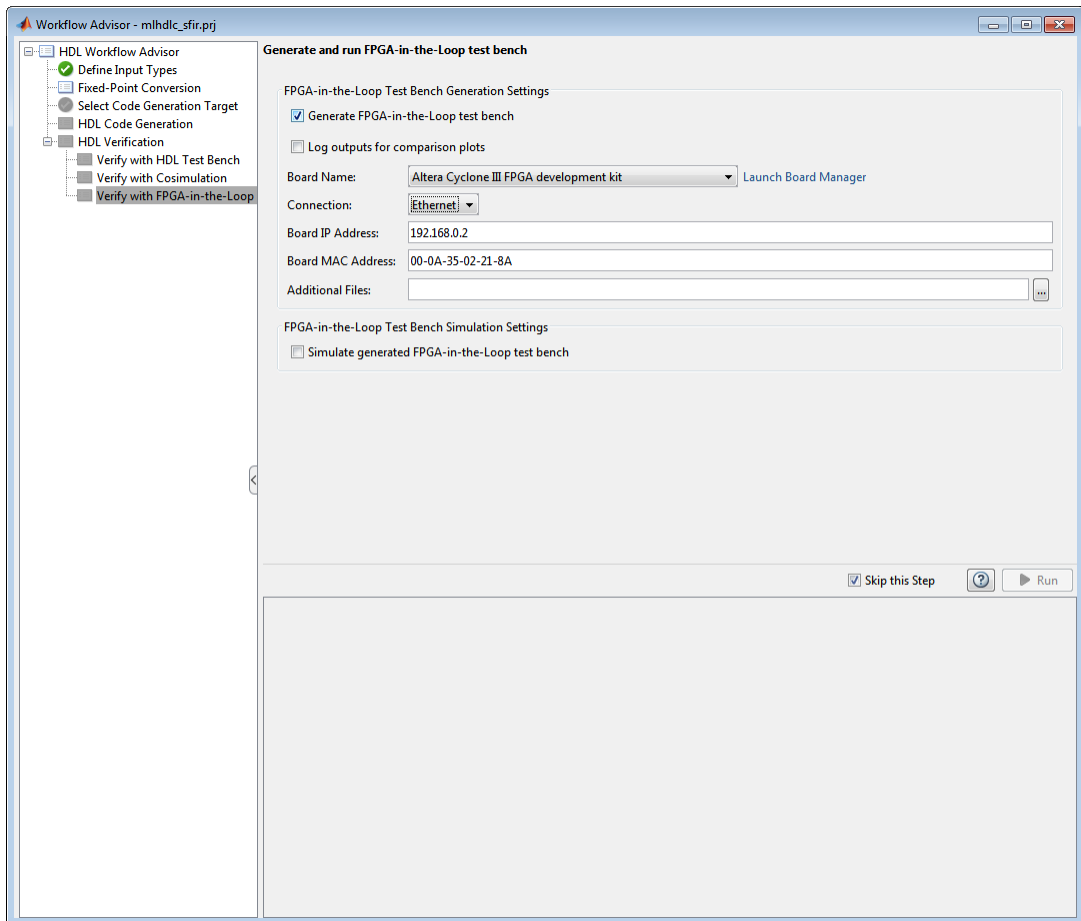 Workflow Advisor - mlhdlc_sfir.prj
HDL Workflow Advisor
Define Input Types
Fixed-Point Conversion
Select Code Generation Target
HDL Code Generation
HDL Verification
Verify with HDL Test Bench
Verify with Cosimulation
Verify with FPGA-in-the-Loop
Generate and run FPGA-in-the-Loop test bench
FPGA-in-the-Loop Test Bench Generation Settings
Generate FPGA-in-the-Loop test bench
Log outputs for comparison plots
Board Name: Altera Cyclone III FPGA development kit Launch Board Manager
Connection: Ethernet
Board IP Address: 192.168.0.2
Board MAC Address: 00-0A-35-02-21-8A
Additional Files: ...
FPGA-in-the-Loop Test Bench Simulation Settings
Simulate generated FPGA-in-the-Loop test bench
Skip this Step ? Run